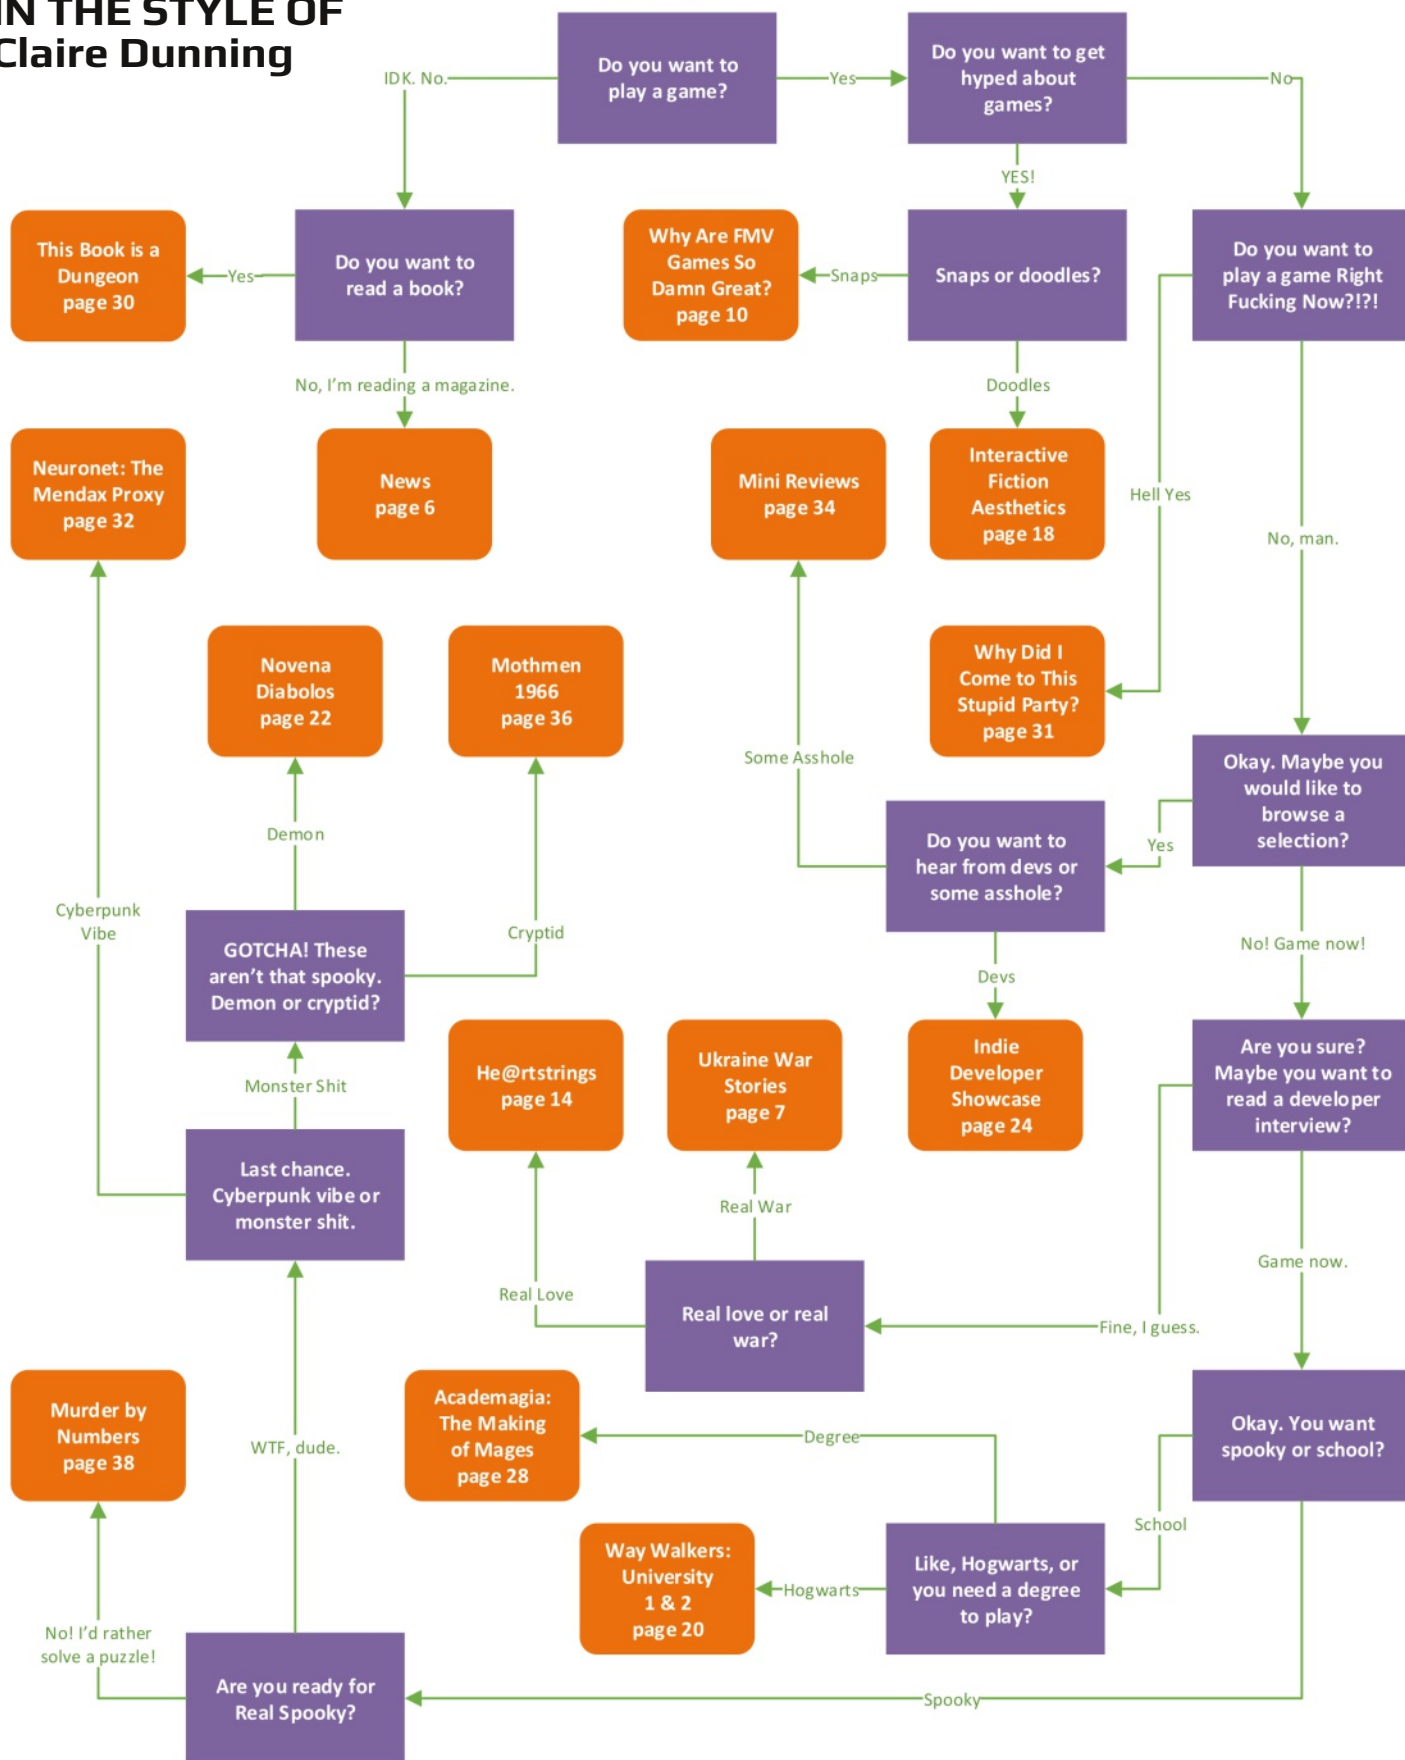 IN THE STYLE OF
Claire Dunning
Do you want to
play a game?
IDK. No.
Yes
Do you want to get
hyped about
games?
No
YES!
This Book is a
Dungeon
page 30
Yes
Do you want to
read a book?
Why Are FMV
Games So
Damn Great?
page 10
Snaps
Snaps or doodles?
Do you want to
play a game Right
Fucking Now?!?!
No, I'm reading a magazine.
Doodles
Neuronet: The
Mendax Proxy
page 32
News
page 6
Mini Reviews
page 34
Interactive
Fiction
Aesthetics
page 18
Hell Yes
No, man.
Novena
Diabolos
page 22
Mothmen
1966
page 36
Why Did I
Come to This
Stupid Party?
page 31
Some Asshole
Okay. Maybe you
would like to
browse a
selection?
Demon
Do you want to
hear from devs or
some asshole?
Yes
Cyberpunk
Vibe
GOTCHA! These
aren't that spooky.
Demon or cryptid?
Cryptid
Devs
No! Game now!
Monster Shit
He@rtstrings
page 14
Ukraine War
Stories
page 7
Indie
Developer
Showcase
page 24
Are you sure?
Maybe you want to
read a developer
interview?
Last chance.
Cyberpunk vibe or
monster shit.
Real War
Real Love
Real love or real
war?
Fine, I guess.
Game now.
Murder by
Numbers
page 38
WTF, dude.
Academagia:
The Making
of Mages
page 28
Degree
Okay. You want
spooky or school?
School
Way Walkers:
University
1 & 2
page 20
Hogwarts
Like, Hogwarts, or
you need a degree
to play?
No! I'd rather
solve a puzzle!
Are you ready for
Real Spooky?
Spooky